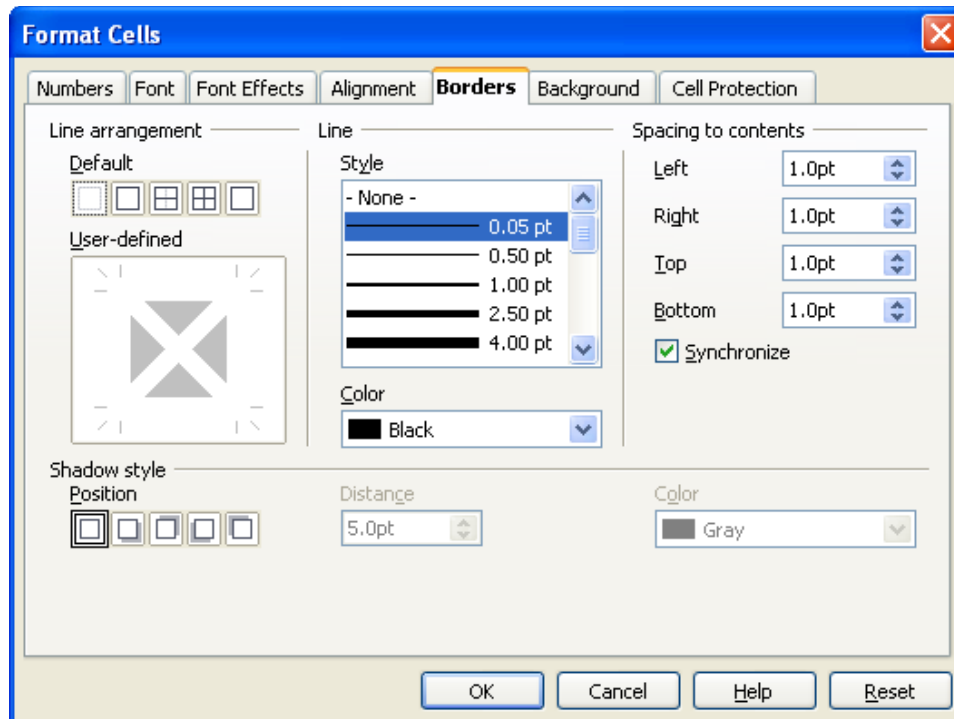 Format Cells
Numbers Font Font Effects Alignment Borders Background Cell Protection
Line arrangement
Default
User-defined
Line
Style
- None -
0.05 pt
0.50 pt
1.00 pt
2.50 pt
4.00 pt
Color
Black
Spacing to contents
Left 1.0pt
Right 1.0pt
Top 1.0pt
Bottom 1.0pt
Synchronize
Shadow style
Position
Distance
5.0pt
Color
Gray
OK Cancel Help Reset